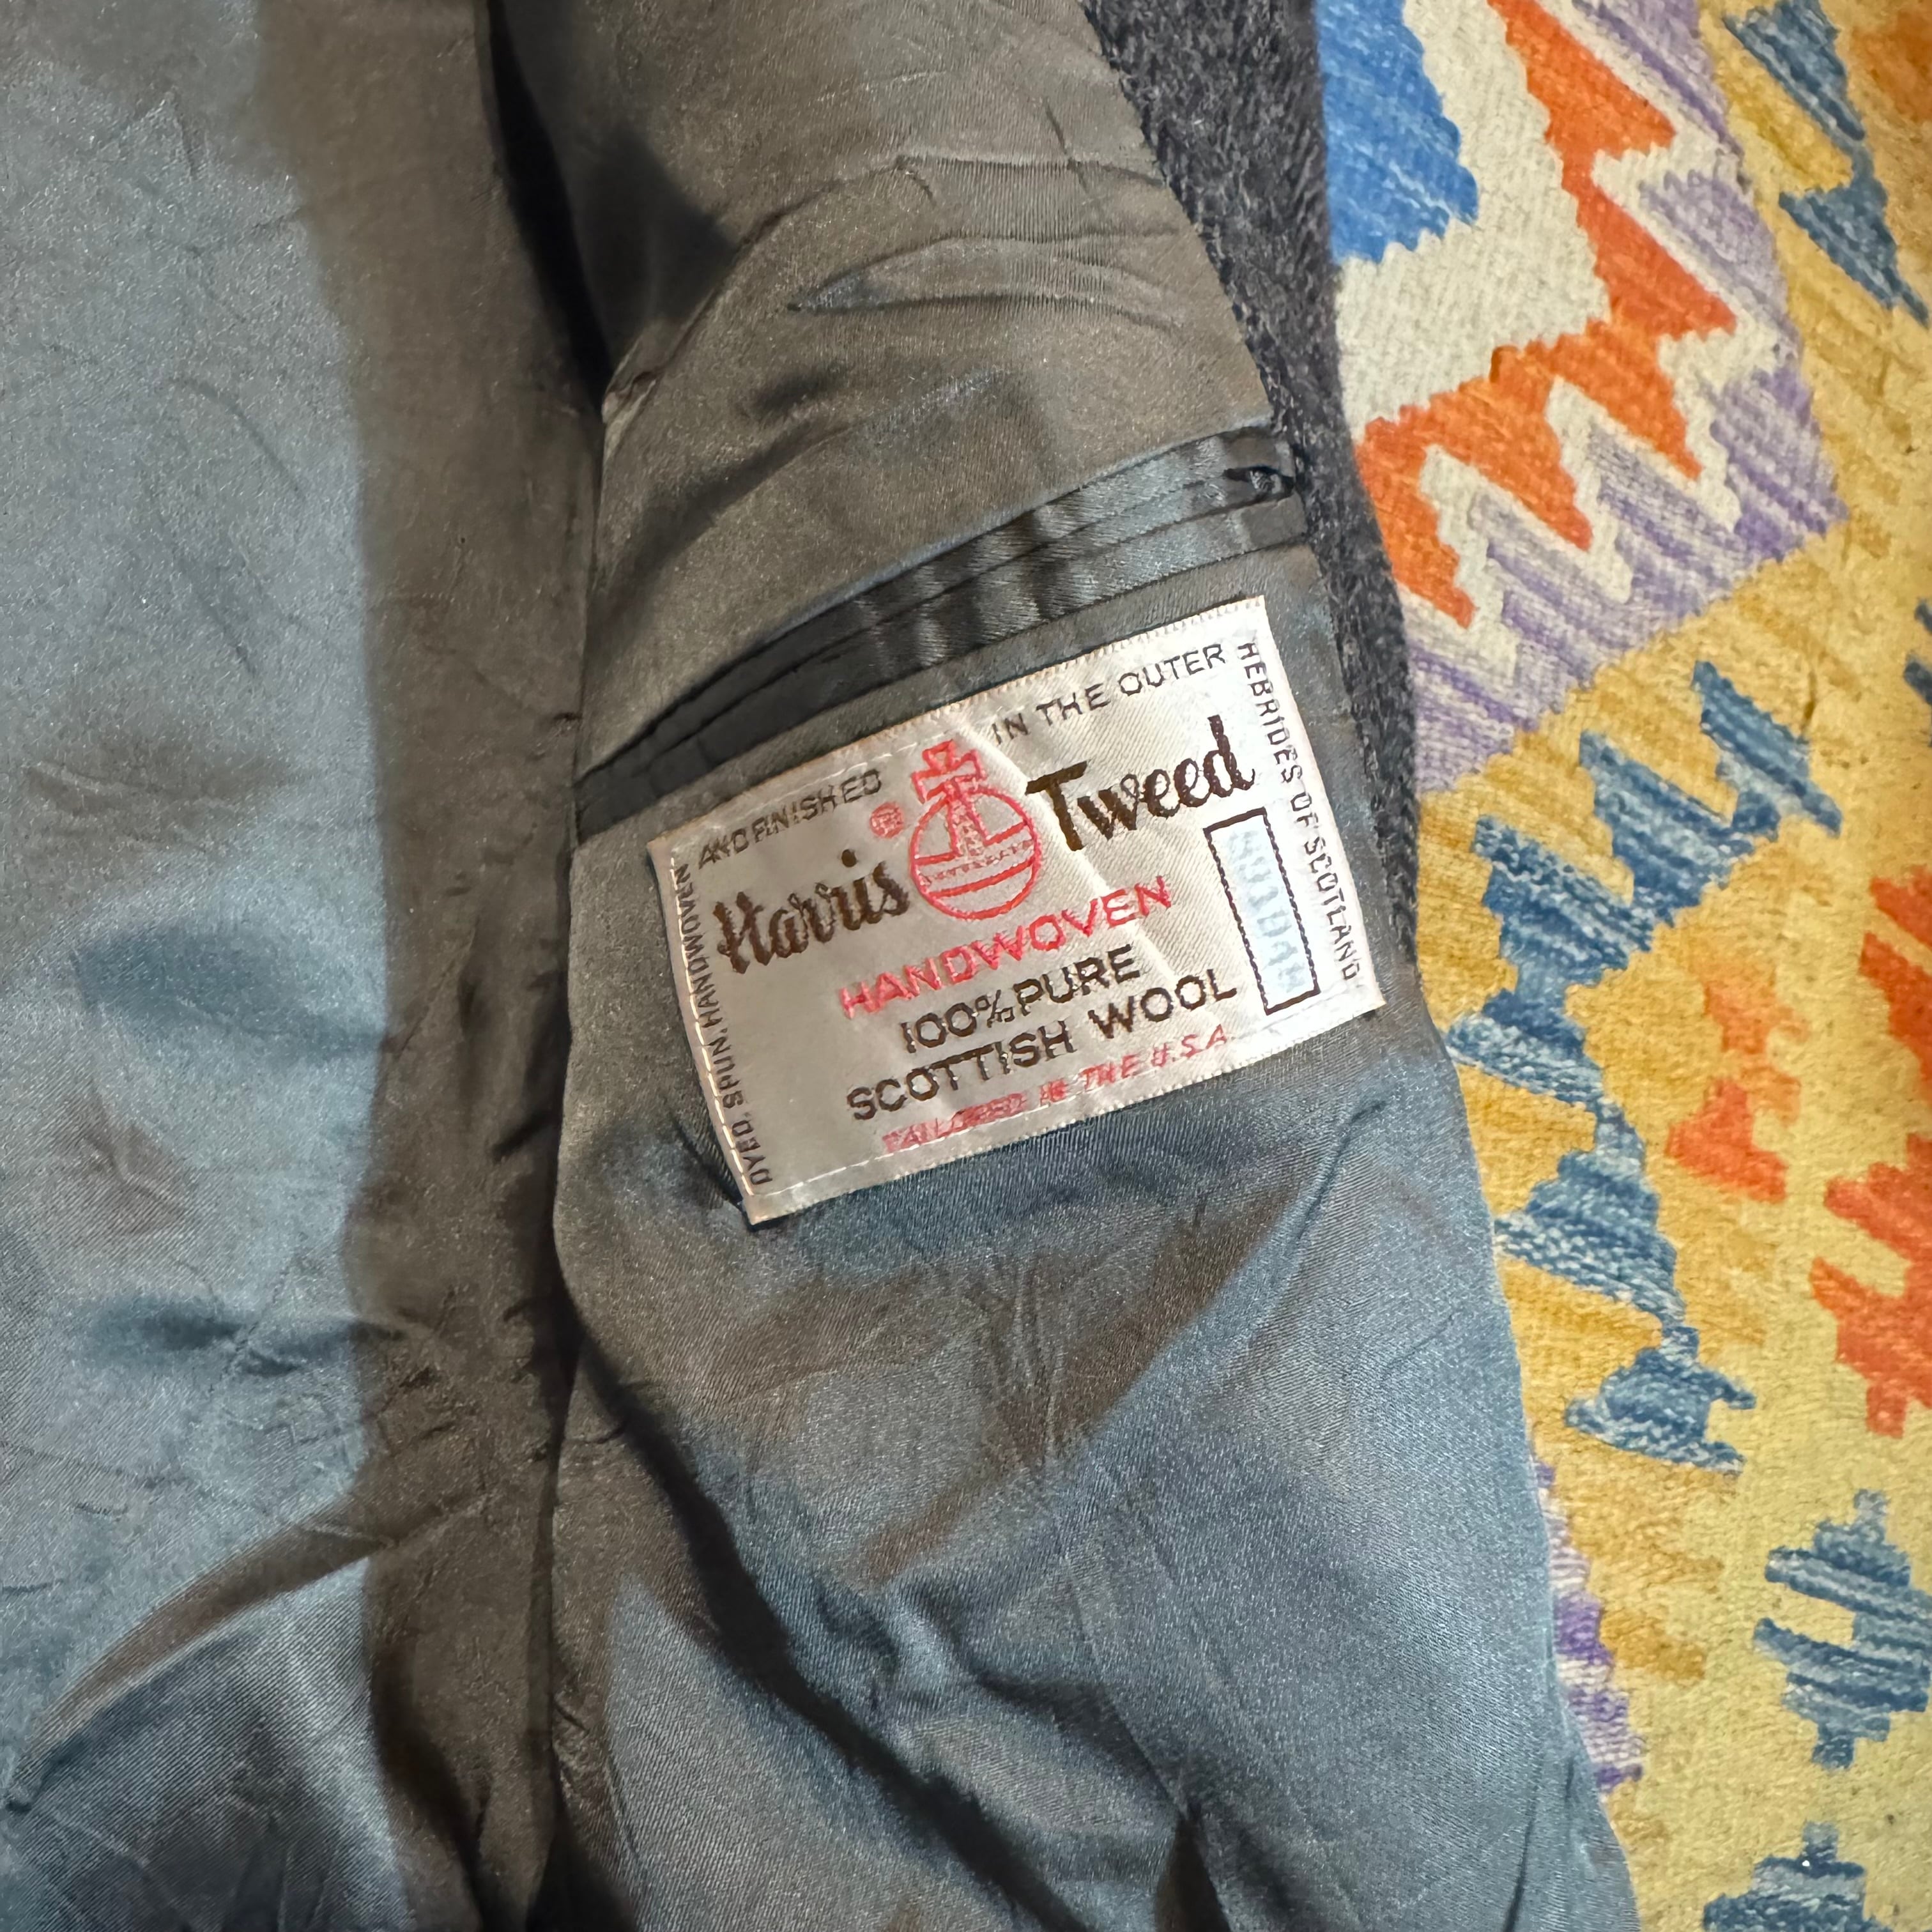 DYED, SPUN, HANDWOVEN
AND FINISHED
IN THE OUTER
HEBRIDES OF SCOTLAND
Harris Tweed
®
HANDWOVEN
100% PURE
SCOTTISH WOOL
TAILORED IN THE U.S.A.